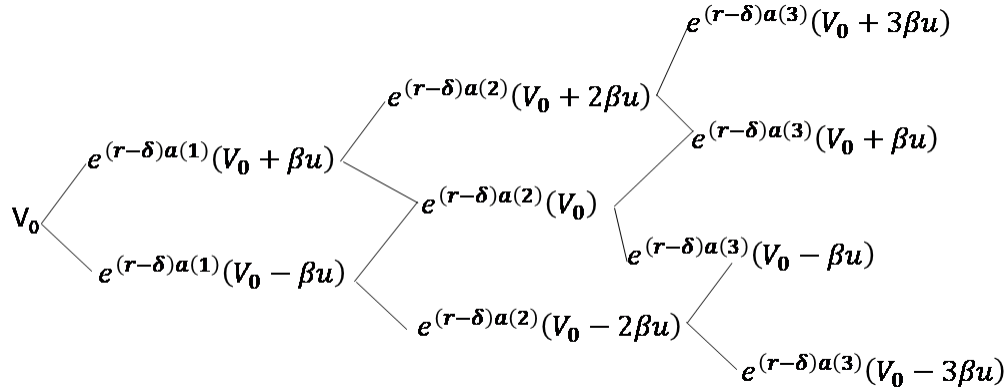 e^{(r−δ)a(3)}(V₀ + 3βu)
e^{(r−δ)a(2)}(V₀ + 2βu)
e^{(r−δ)a(3)}(V₀ + βu)
e^{(r−δ)a(1)}(V₀ + βu)
e^{(r−δ)a(2)}(V₀)
V₀
e^{(r−δ)a(3)}(V₀ − βu)
e^{(r−δ)a(1)}(V₀ − βu)
e^{(r−δ)a(2)}(V₀ − 2βu)
e^{(r−δ)a(3)}(V₀ − 3βu)